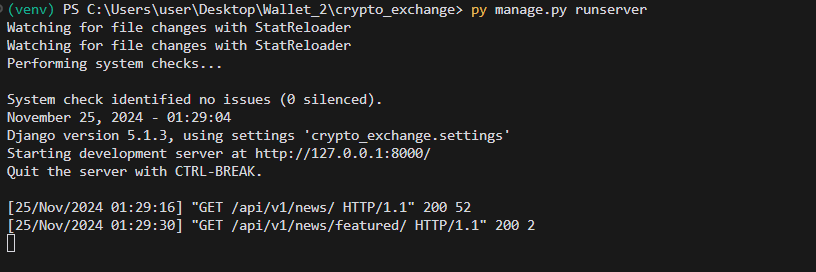 (venv) PS C:\Users\user\Desktop\Wallet_2\crypto_exchange> py manage.py runserver
Watching for file changes with StatReloader
Watching for file changes with StatReloader
Performing system checks...
System check identified no issues (0 silenced).
November 25, 2024 - 01:29:04
Django version 5.1.3, using settings 'crypto_exchange.settings'
Starting development server at http://127.0.0.1:8000/
Quit the server with CTRL-BREAK.
[25/Nov/2024 01:29:16] "GET /api/v1/news/ HTTP/1.1" 200 52
[25/Nov/2024 01:29:30] "GET /api/v1/news/featured/ HTTP/1.1" 200 2